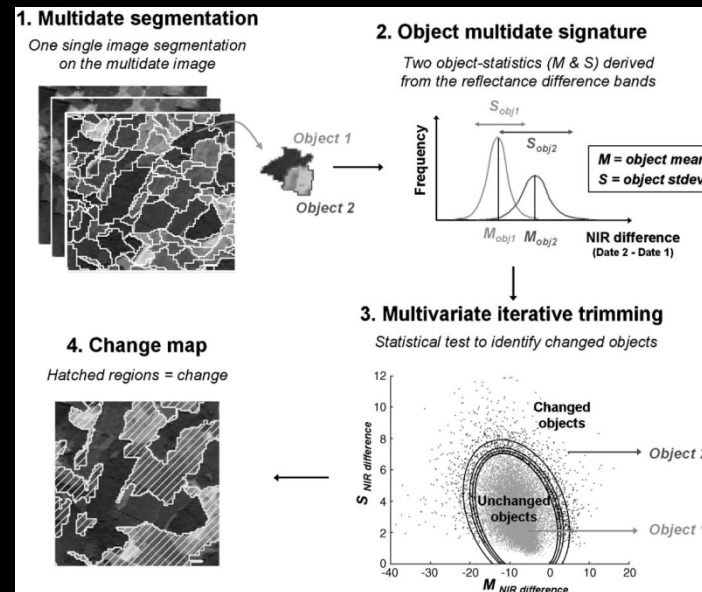 1. Multidate segmentation
One single image segmentation
on the multidate image
Object 1
Object 2
2. Object multidate signature
Two object-statistics (M & S) derived
from the reflectance difference bands
Frequency
S obj1
S obj2
M = object mean
S = object stdev
M obj1 M obj2
NIR difference
(Date 2 - Date 1)
3. Multivariate iterative trimming
Statistical test to identify changed objects
S NIR difference
12
10
8
6
4
2
0
Changed
objects
Unchanged
objects
Object 2
Object
-40 -30 -20 -10 0 10 20
M NIR difference
4. Change map
Hatched regions = change